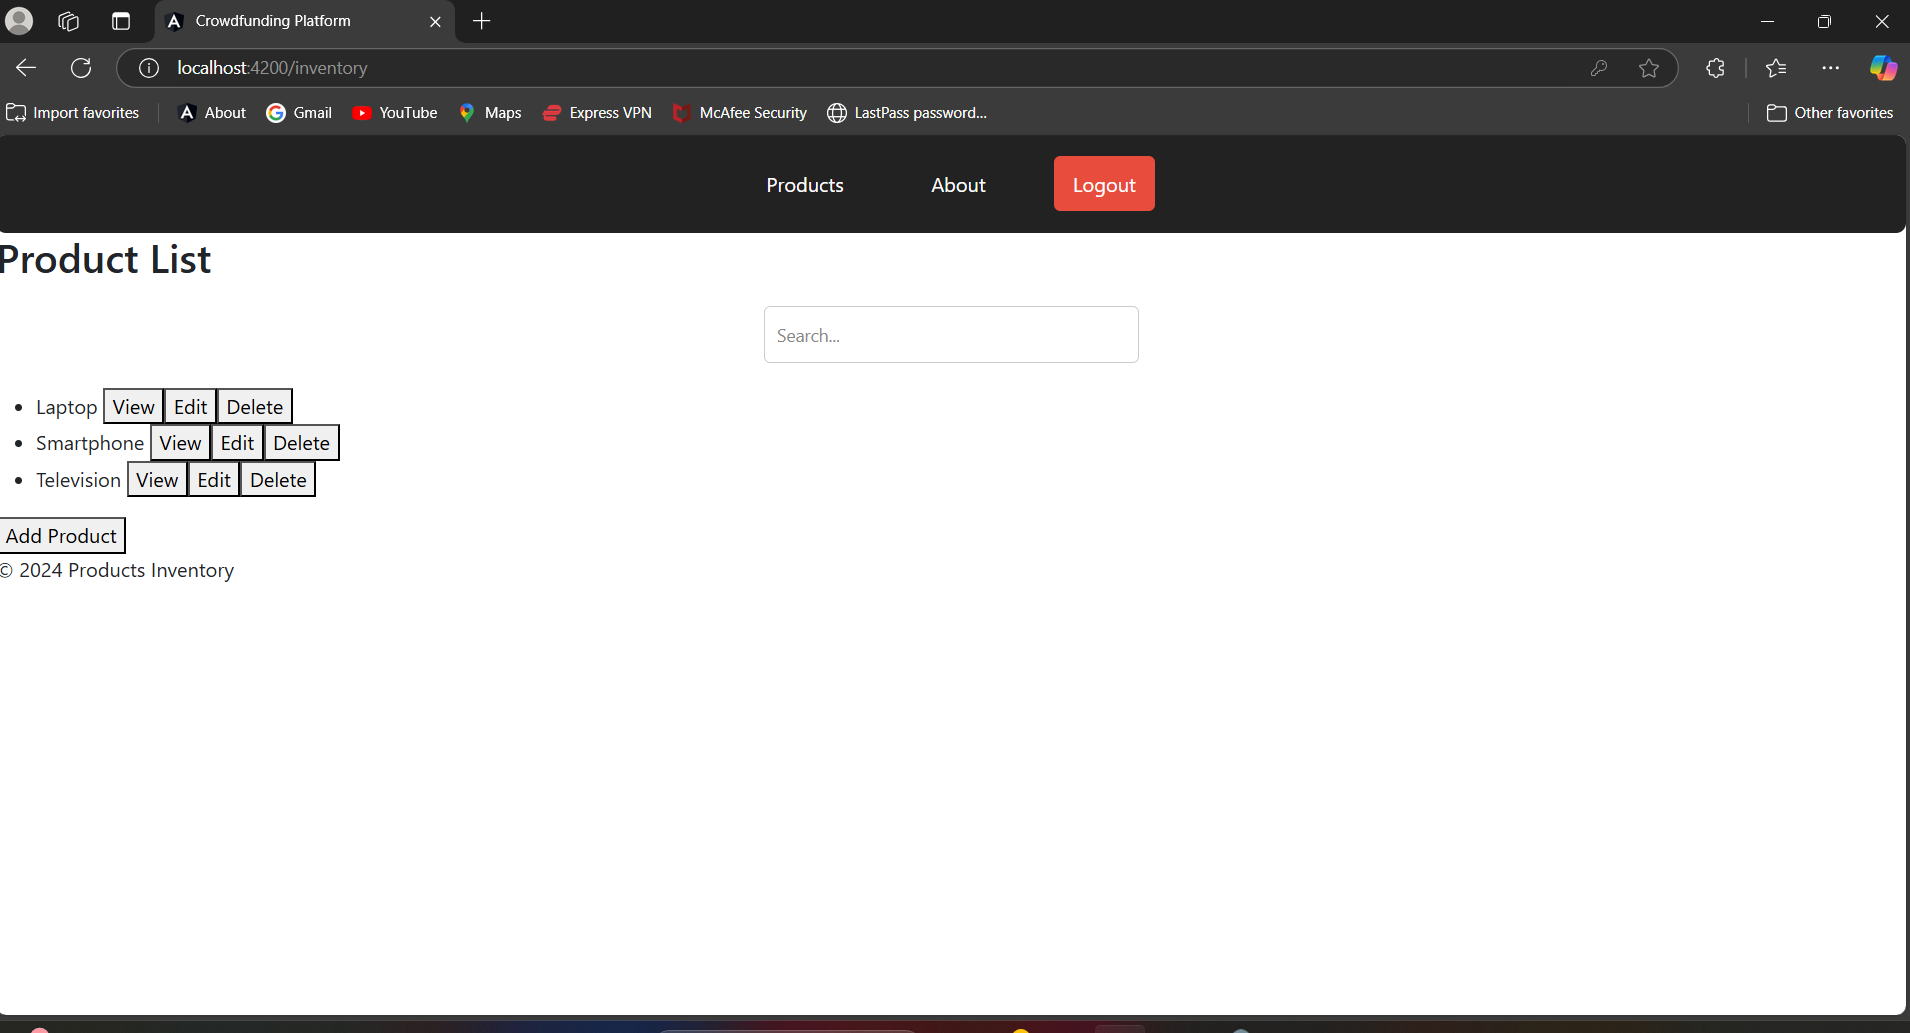 Crowdfunding Platform
localhost:4200/inventory
Import favorites About Gmail YouTube Maps Express VPN McAfee Security LastPass password... Other favorites
Products About Logout
Product List
Search...
Laptop View Edit Delete
Smartphone View Edit Delete
Television View Edit Delete
Add Product
© 2024 Products Inventory